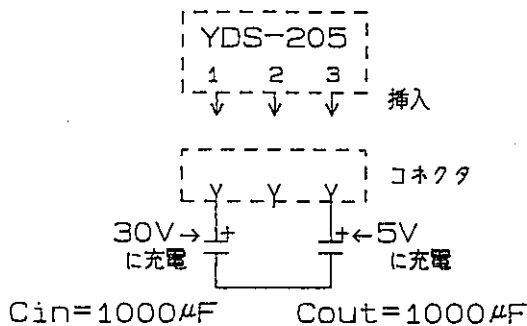 YDS-205
1 2 3
挿入
コネクタ
30V→ + + ←5V
に充電 に充電
Cin=1000μF Cout=1000μF